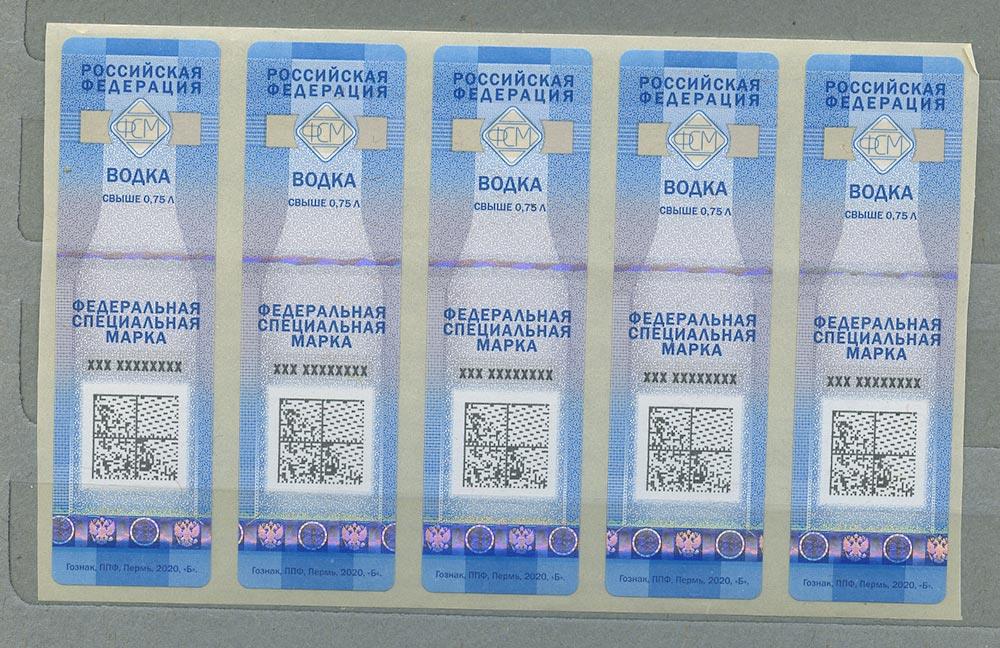 РОССИЙСКАЯ
ФЕДЕРАЦИЯ
ФСМ
ВОДКА
СВЫШЕ 0,75 Л
ФЕДЕРАЛЬНАЯ
СПЕЦИАЛЬНАЯ
МАРКА
XXX XXXXXXXX
Гознак, ППФ, Пермь, 2020, «Б».
РОССИЙСКАЯ
ФЕДЕРАЦИЯ
ФСМ
ВОДКА
СВЫШЕ 0,75 Л
ФЕДЕРАЛЬНАЯ
СПЕЦИАЛЬНАЯ
МАРКА
XXX XXXXXXXX
Гознак, ППФ, Пермь, 2020, «Б».
РОССИЙСКАЯ
ФЕДЕРАЦИЯ
ФСМ
ВОДКА
СВЫШЕ 0,75 Л
ФЕДЕРАЛЬНАЯ
СПЕЦИАЛЬНАЯ
МАРКА
XXX XXXXXXXX
Гознак, ППФ, Пермь, 2020, «Б».
РОССИЙСКАЯ
ФЕДЕРАЦИЯ
ФСМ
ВОДКА
СВЫШЕ 0,75 Л
ФЕДЕРАЛЬНАЯ
СПЕЦИАЛЬНАЯ
МАРКА
XXX XXXXXXXX
Гознак, ППФ, Пермь, 2020, «Б».
РОССИЙСКАЯ
ФЕДЕРАЦИЯ
ФСМ
ВОДКА
СВЫШЕ 0,75 Л
ФЕДЕРАЛЬНАЯ
СПЕЦИАЛЬНАЯ
МАРКА
XXX XXXXXXXX
Гознак, ППФ, Пермь, 2020, «Б».